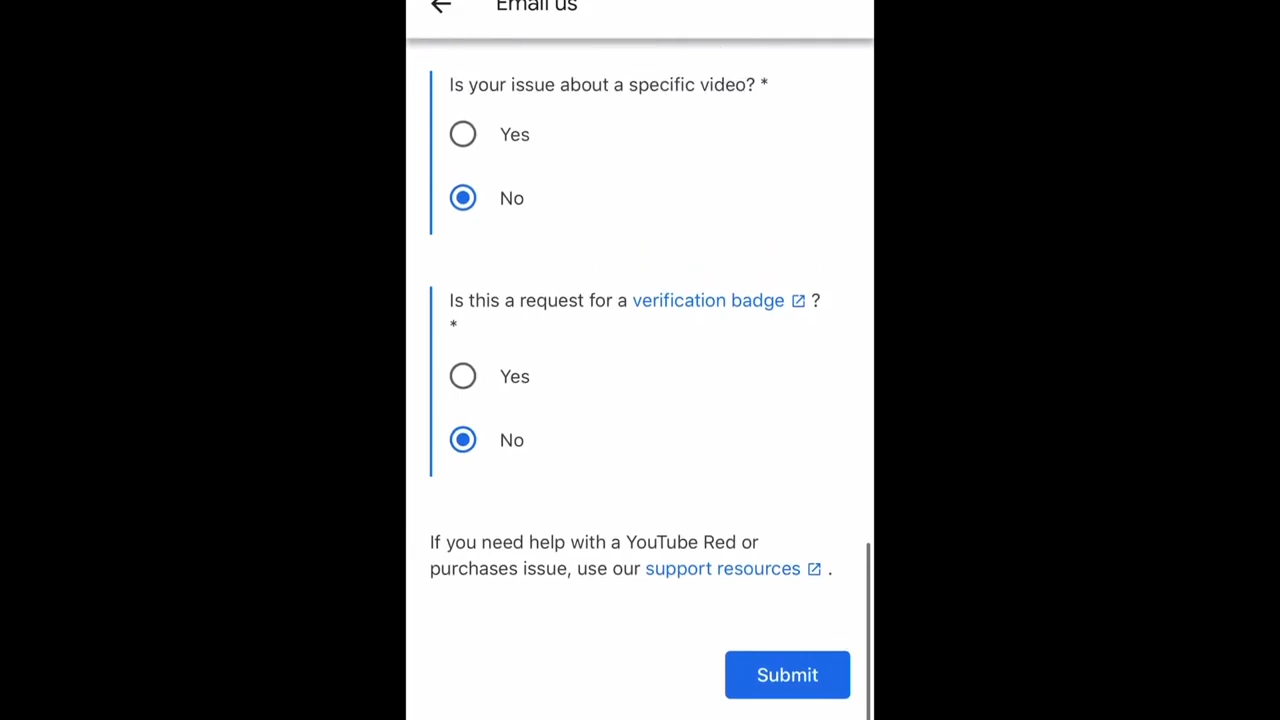 Email us
Is your issue about a specific video? *
Yes
No
Is this a request for a verification badge ?
*
Yes
No
If you need help with a YouTube Red or
purchases issue, use our support resources .
Submit